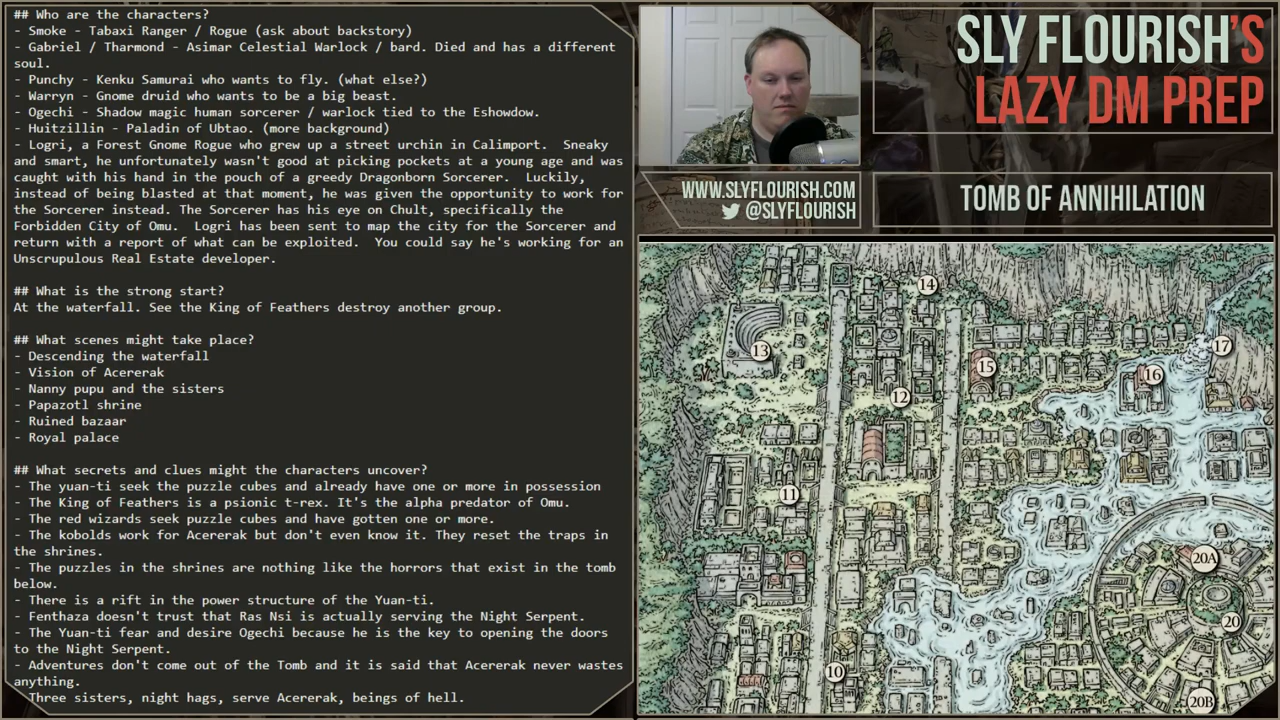 ## Who are the characters?
- Smoke - Tabaxi Ranger / Rogue (ask about backstory)
- Gabriel / Tharmond - Asimar Celestial Warlock / bard. Died and has a different
soul.
- Punchy - Kenku Samurai who wants to fly. (what else?)
- Warryn - Gnome druid who wants to be a big beast.
- Ogechi - Shadow magic human sorcerer / warlock tied to the Eshowdow.
- Huitzillin - Paladin of Ubtao. (more background)
- Logri, a Forest Gnome Rogue who grew up a street urchin in Calimport.  Sneaky
and smart, he unfortunately wasn't good at picking pockets at a young age and was
caught with his hand in the pouch of a greedy Dragonborn Sorcerer.  Luckily,
instead of being blasted at that moment, he was given the opportunity to work for
the Sorcerer instead. The Sorcerer has his eye on Chult, specifically the
Forbidden City of Omu.  Logri has been sent to map the city for the Sorcerer and
return with a report of what can be exploited.  You could say he's working for an
Unscrupulous Real Estate developer.
## What is the strong start?
At the waterfall. See the King of Feathers destroy another group.
## What scenes might take place?
- Descending the waterfall
- Vision of Acererak
- Nanny pupu and the sisters
- Papazotl shrine
- Ruined bazaar
- Royal palace
## What secrets and clues might the characters uncover?
- The yuan-ti seek the puzzle cubes and already have one or more in possession
- The King of Feathers is a psionic t-rex. It's the alpha predator of Omu.
- The red wizards seek puzzle cubes and have gotten one or more.
- The kobolds work for Acererak but don't even know it. They reset the traps in
the shrines.
- The puzzles in the shrines are nothing like the horrors that exist in the tomb
below.
- There is a rift in the power structure of the Yuan-ti.
- Fenthaza doesn't trust that Ras Nsi is actually serving the Night Serpent.
- The Yuan-ti fear and desire Ogechi because he is the key to opening the doors
to the Night Serpent.
- Adventures don't come out of the Tomb and it is said that Acererak never wastes
anything.
- Three sisters, night hags, serve Acererak, beings of hell.
SLY FLOURISH'S
LAZY DM PREP
WWW.SLYFLOURISH.COM
@SLYFLOURISH
TOMB OF ANNIHILATION
14
13
17
15
16
12
11
20A
20
10
20B